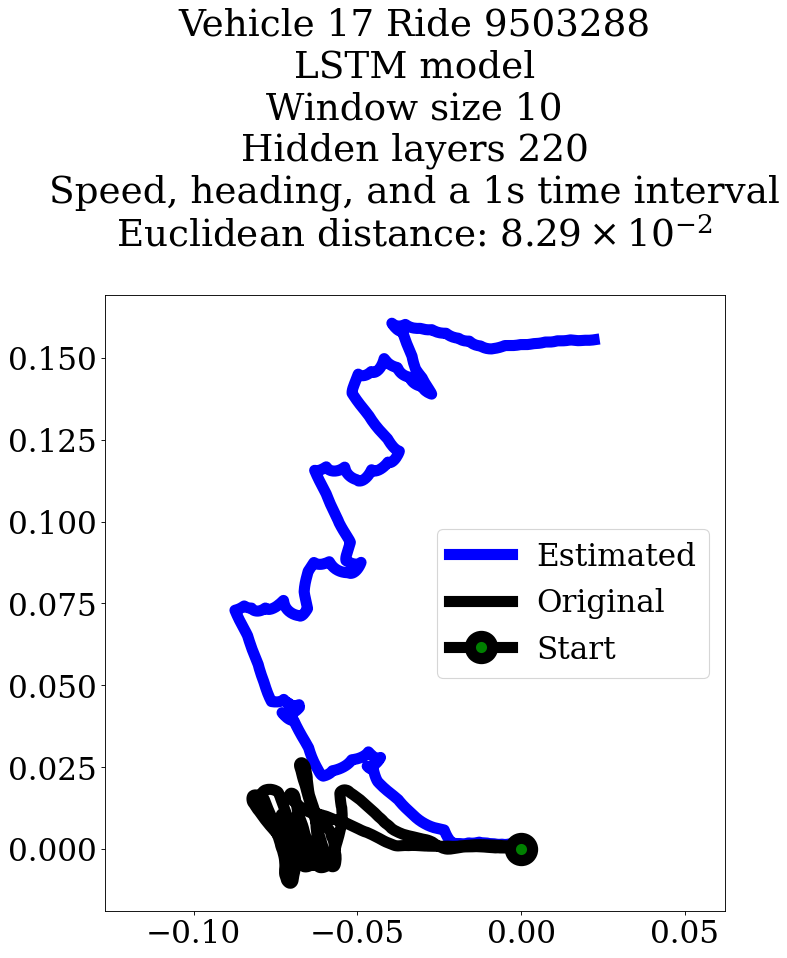 Vehicle 17 Ride 9503288
LSTM model
Window size 10
Hidden layers 220
Speed, heading, and a 1s time interval
Euclidean distance: 8.29 × 10⁻²
0.150
0.125
0.100
0.075
0.050
0.025
0.000
Estimated
Original
Start
−0.10 −0.05 0.00 0.05